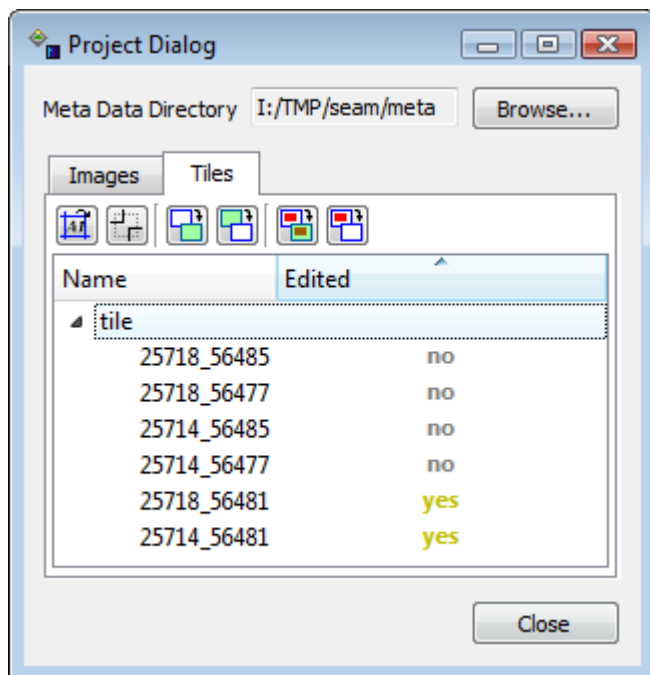 Project Dialog
Meta Data Directory I:/TMP/seam/meta Browse...
Images Tiles
Name Edited
tile
25718_56485 no
25718_56477 no
25714_56485 no
25714_56477 no
25718_56481 yes
25714_56481 yes
Close